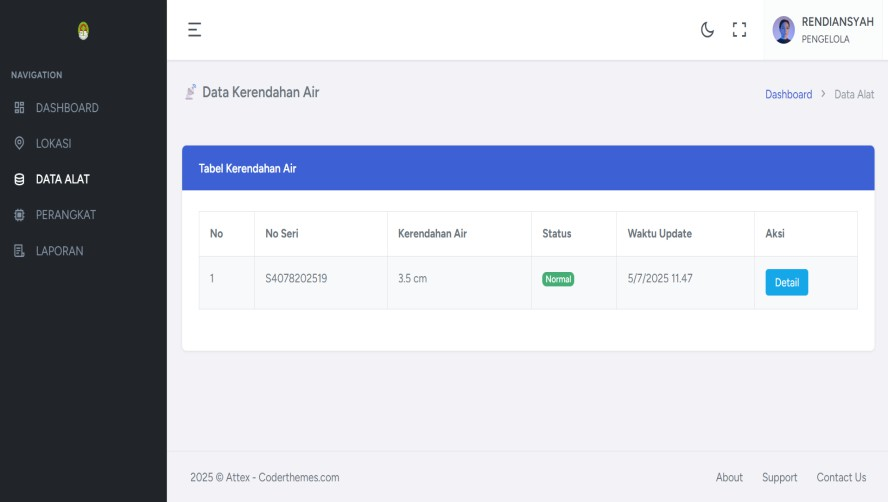 RENDIANSYAH
PENGELOLA
NAVIGATION
DASHBOARD
LOKASI
DATA ALAT
PERANGKAT
LAPORAN
Data Kerendahan Air
Dashboard > Data Alat
Tabel Kerendahan Air
No No Seri Kerendahan Air Status Waktu Update Aksi
1 S4078202519 3.5 cm Normal 5/7/2025 11.47 Detail
2025 © Attex - Coderthemes.com
About Support Contact Us